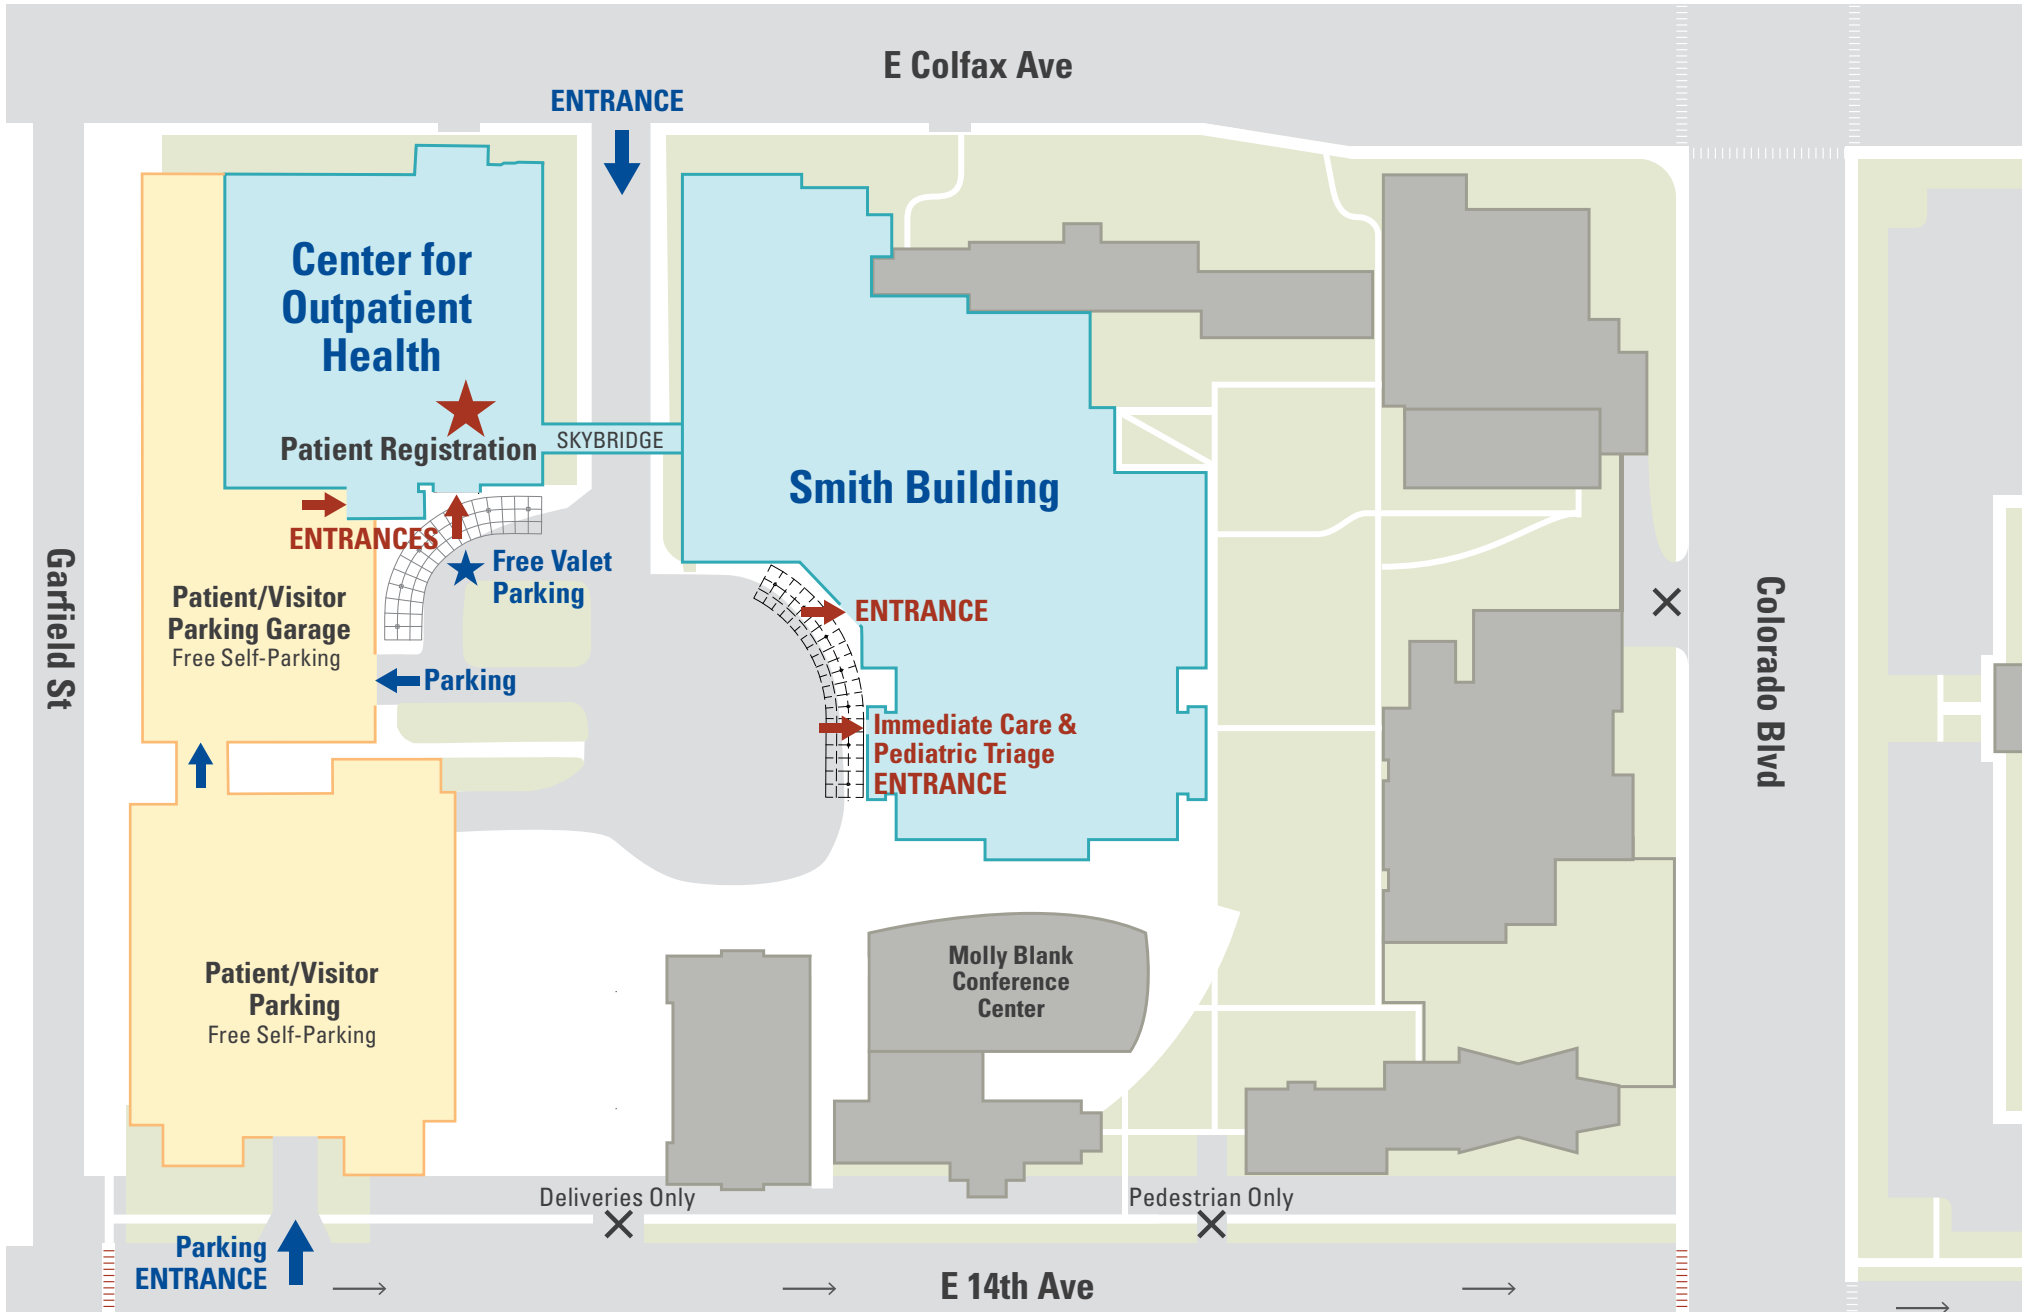 E Colfax Ave
ENTRANCE
Center for
Outpatient
Health
Patient Registration
SKYBRIDGE
Smith Building
ENTRANCES
Free Valet
Parking
Patient/Visitor
Parking Garage
Free Self-Parking
Parking
ENTRANCE
Immediate Care &
Pediatric Triage
ENTRANCE
Garfield St
Colorado Blvd
Patient/Visitor
Parking
Free Self-Parking
Molly Blank
Conference
Center
Deliveries Only
Pedestrian Only
Parking
ENTRANCE
E 14th Ave